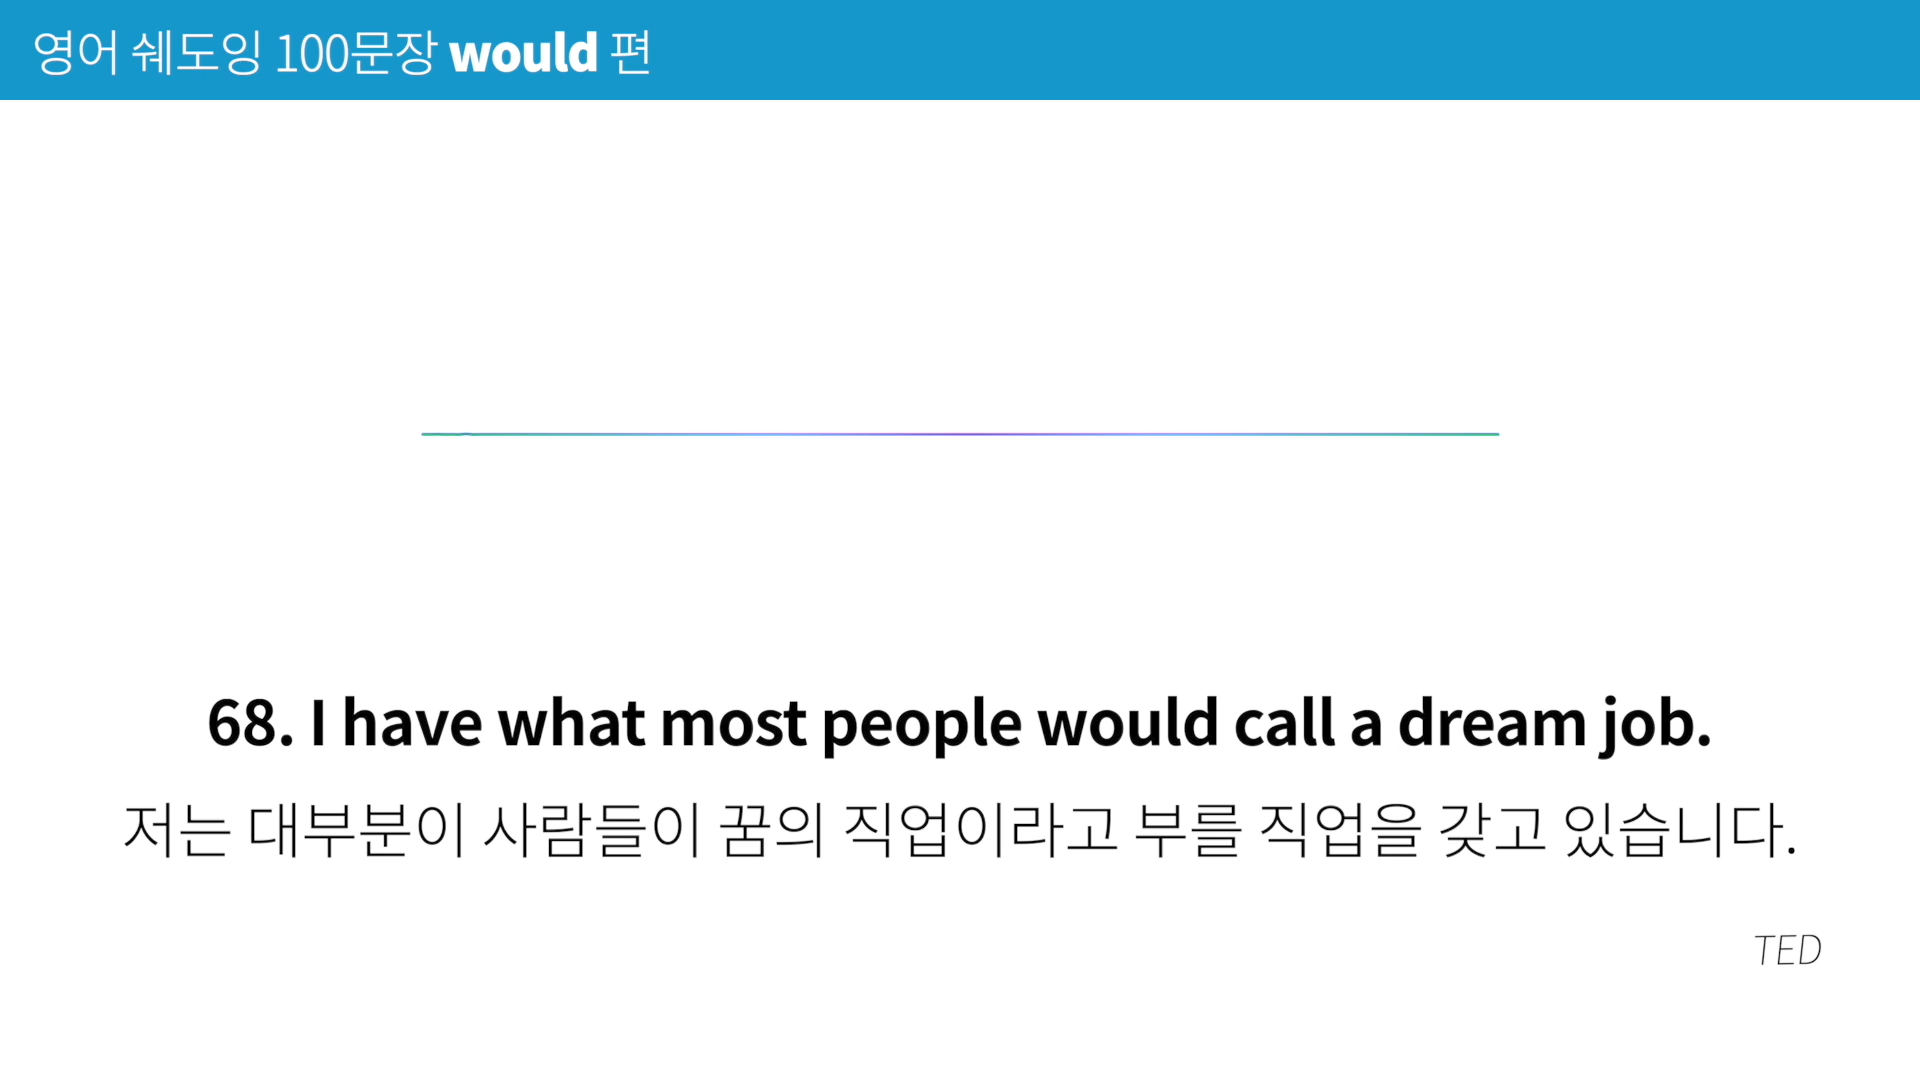 영어 쉐도잉 100문장 would 편
68. I have what most people would call a dream job.
저는 대부분이 사람들이 꿈의 직업이라고 부를 직업을 갖고 있습니다.
TED